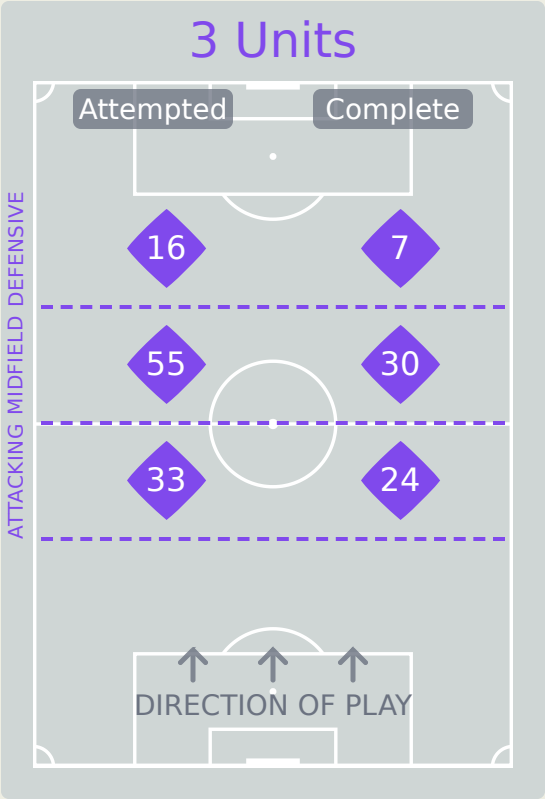 3 Units
Attempted Complete
ATTACKING MIDFIELD DEFENSIVE
16 7
55 30
33 24
DIRECTION OF PLAY